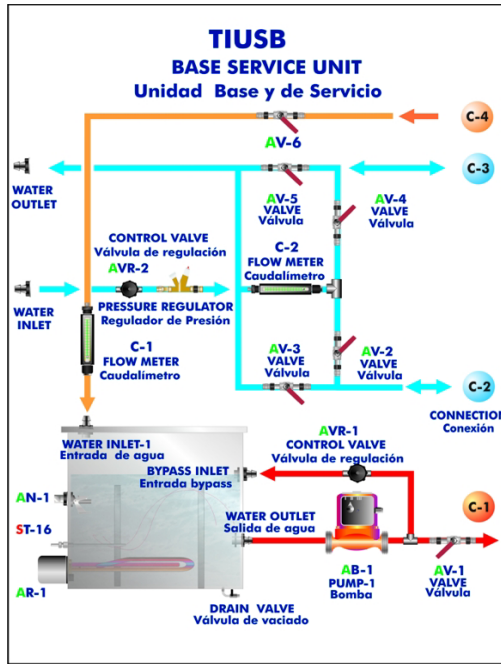 TIUSB
BASE SERVICE UNIT
Unidad Base y de Servicio
C-4
AV-6
C-3
WATER
OUTLET
AV-5
VALVE
Válvula
AV-4
VALVE
Válvula
CONTROL VALVE
Válvula de regulación
AVR-2
C-2
FLOW METER
Caudalímetro
WATER
INLET
PRESSURE REGULATOR
Regulador de Presión
C-1
FLOW METER
Caudalímetro
AV-3
VALVE
Válvula
AV-2
VALVE
Válvula
C-2
CONNECTION
Conexión
WATER INLET-1
Entrada de agua
AVR-1
CONTROL VALVE
Válvula de regulación
BYPASS INLET
Entrada bypass
AN-1
ST-16
WATER OUTLET
Salida de agua
C-1
AR-1
AB-1
PUMP-1
Bomba
AV-1
VALVE
Válvula
DRAIN VALVE
Válvula de vaciado